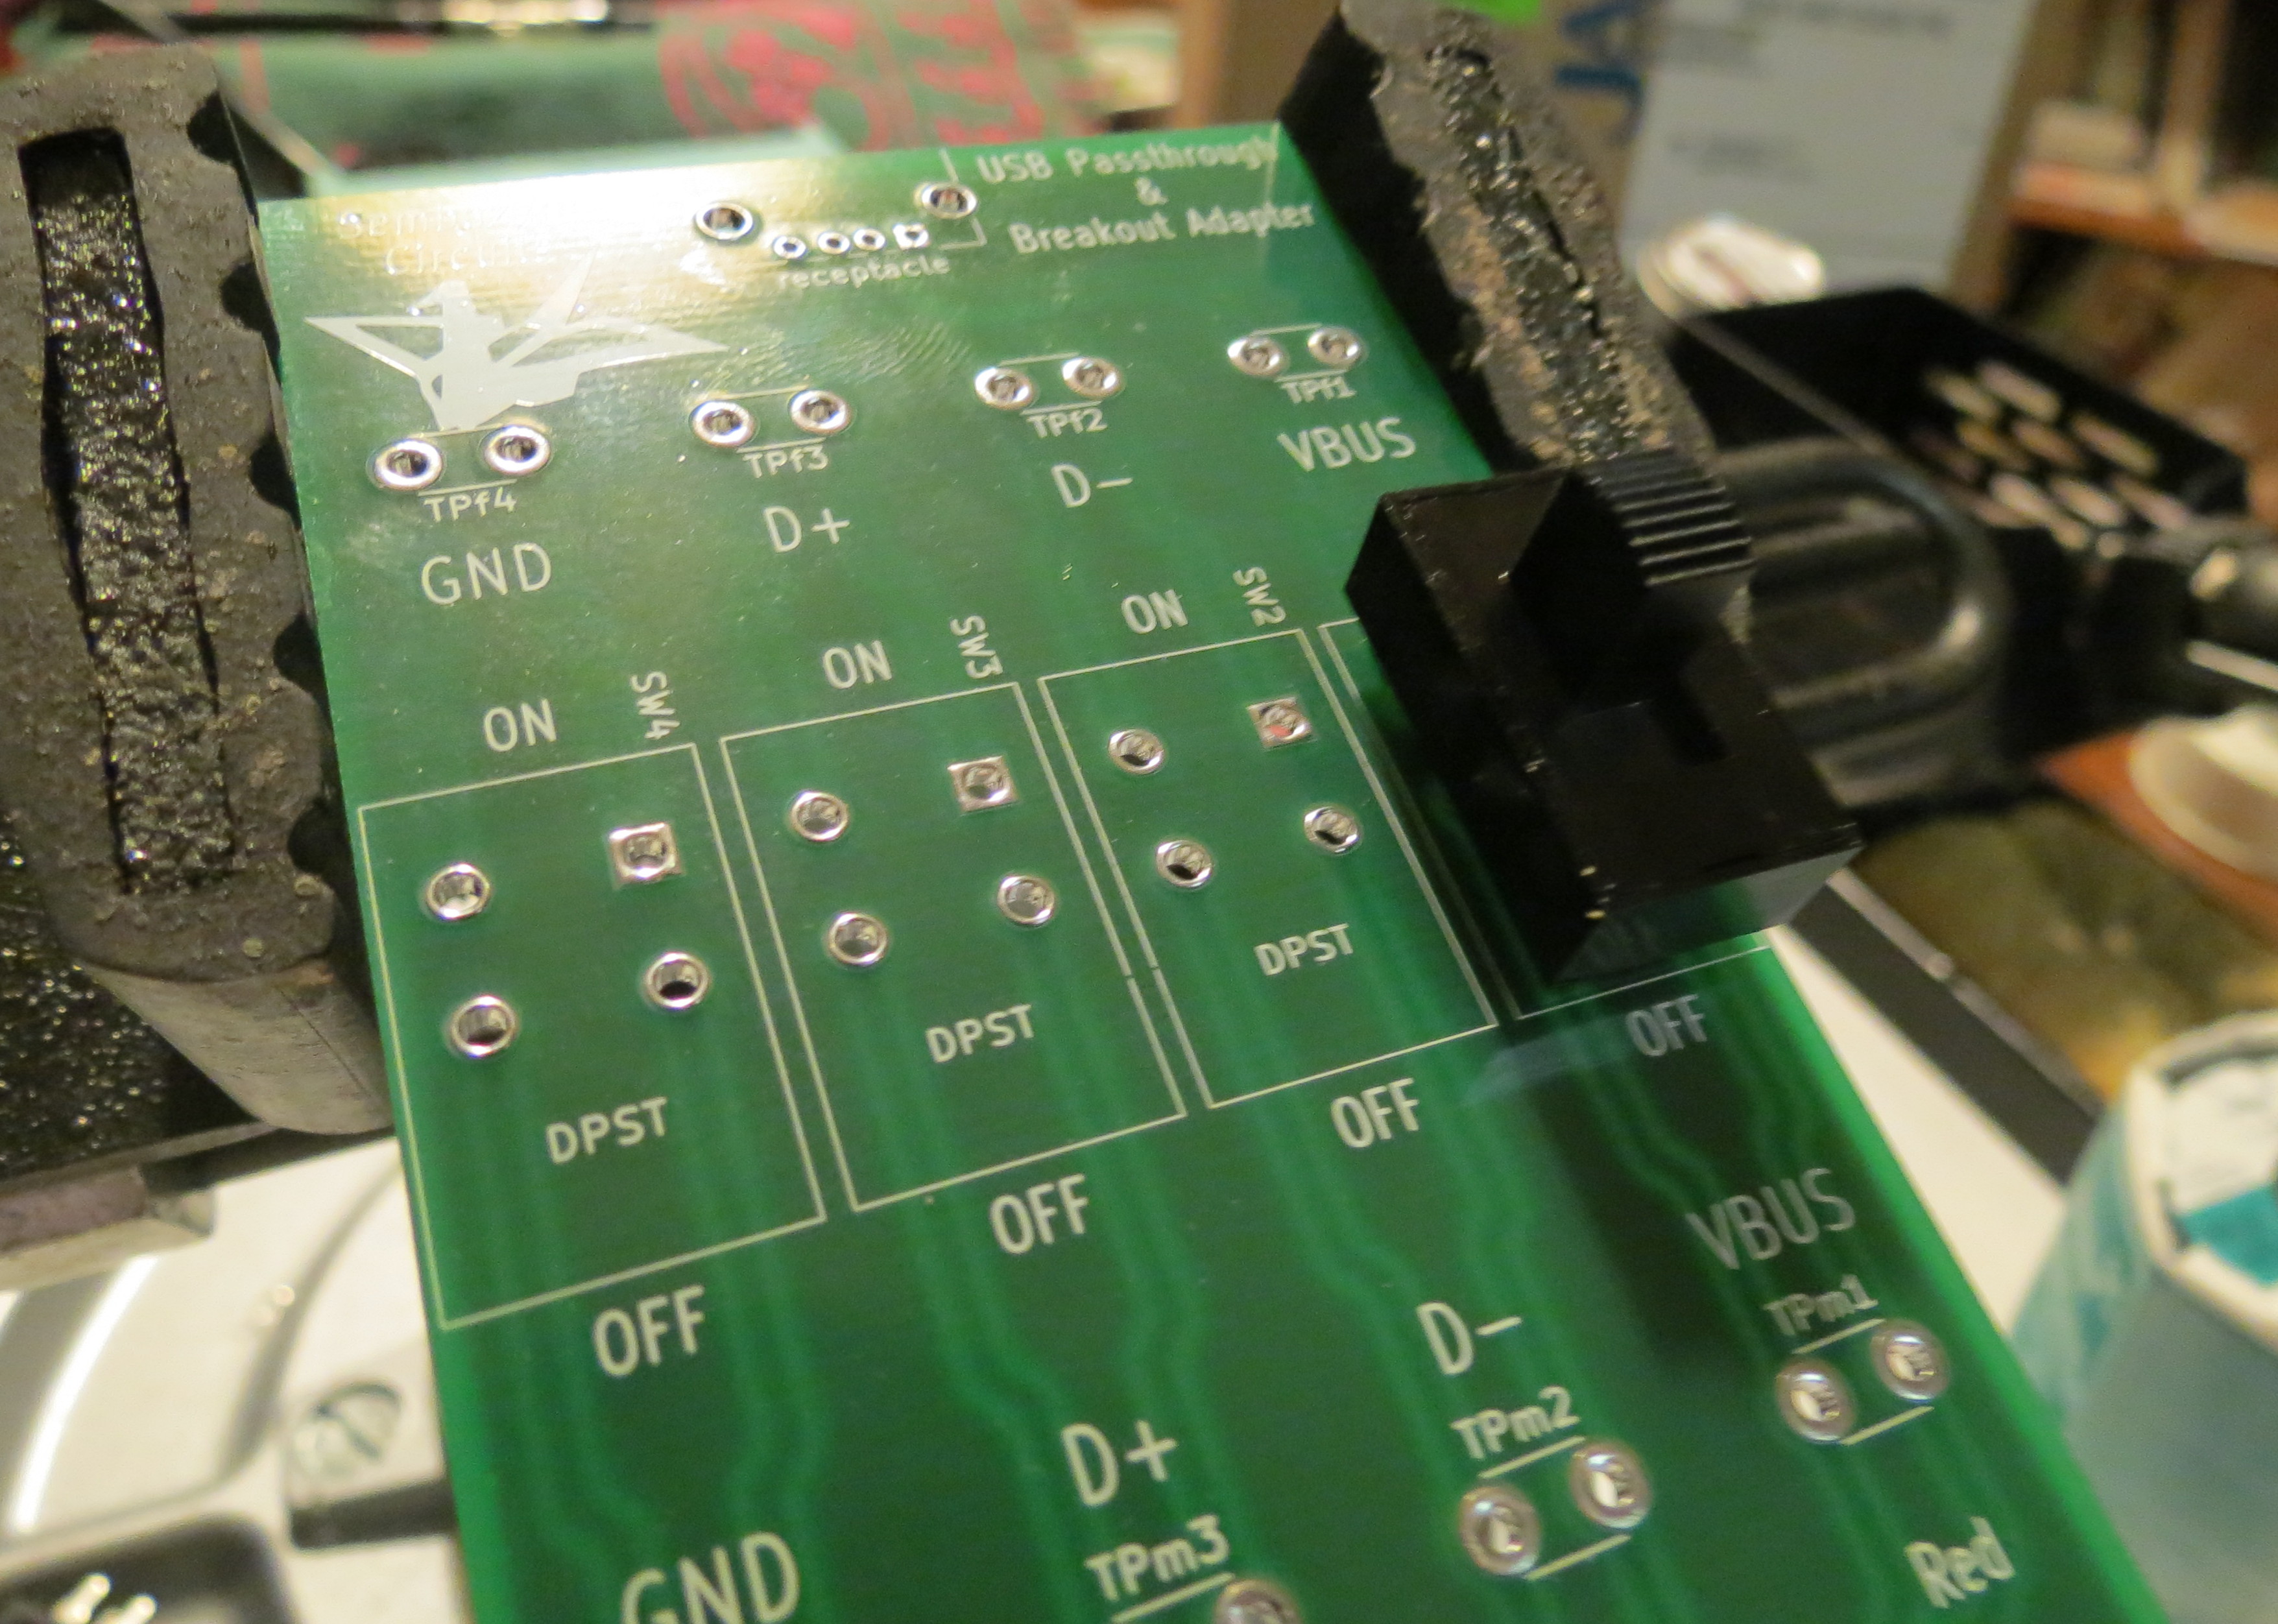 USB Passthrough
&
Breakout Adapter
receptacle
TPf1
VBUS
TPf2
D-
TPf3
D+
TPf4
GND
ON
SW2
ON
SW3
ON
SW4
DPST
DPST
DPST
OFF
OFF
OFF
OFF
VBUS
TPm1
D-
TPm2
D+
TPm3
GND
Red